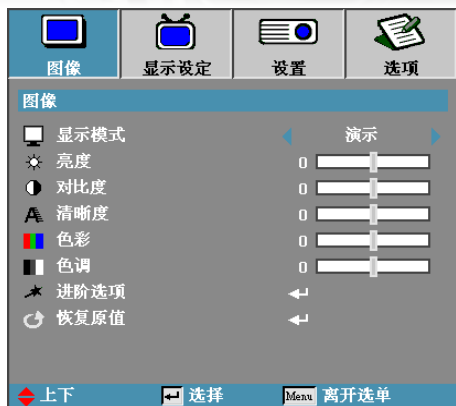 图像 显示设定 设置 选项
图像
显示模式 演示
亮度 0
对比度 0
清晰度 0
色彩 0
色调 0
进阶选项
恢复原值
上下 选择 Menu 离开选单